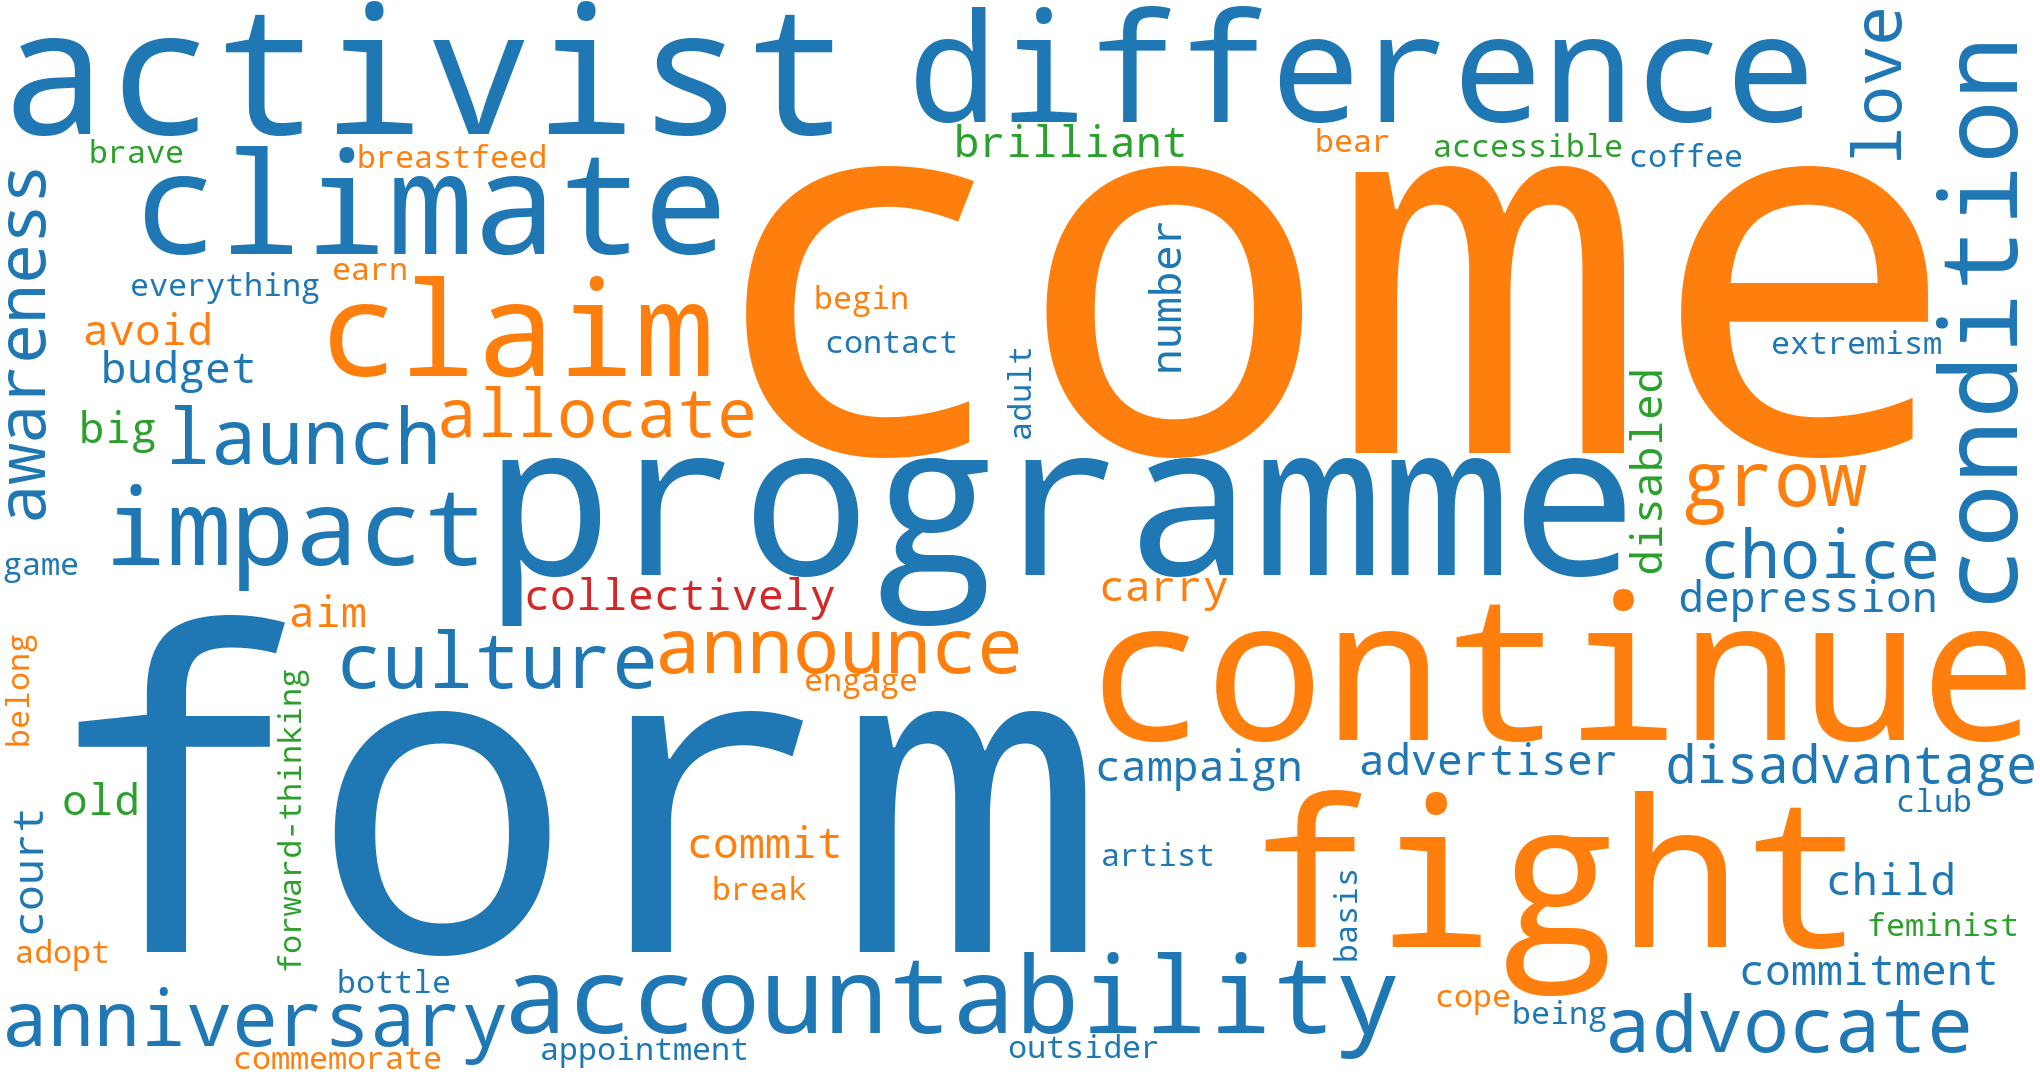 activist difference
love
condition
brave
breastfeed
brilliant
bear
accessible
coffee
climate
come
awareness
everything
earn
claim
begin
number
contact
extremism
avoid
budget
adult
disabled
big
launch
allocate
programme
grow
impact
choice
game
collectively
carry
depression
aim
form
culture
announce
continue
engage
belong
forward-thinking
campaign
advertiser
disadvantage
old
club
fight
court
commit
artist
break
basis
child
feminist
adopt
bottle
accountability
commitment
anniversary
cope
being
advocate
commemorate
appointment
outsider